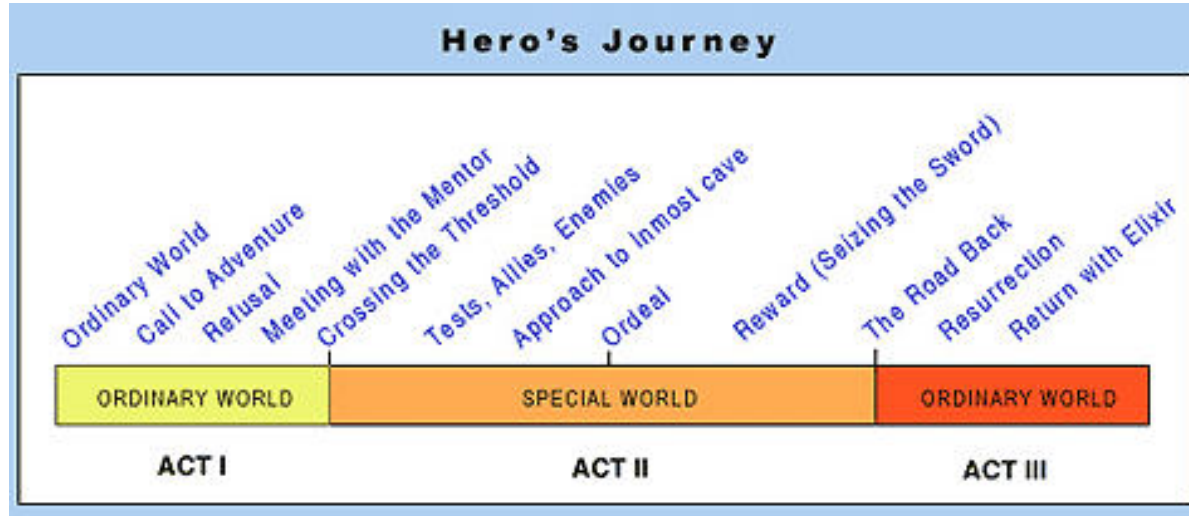 Hero's Journey
Ordinary World
Call to Adventure
Refusal
Meeting with the Mentor
Crossing the Threshold
Tests, Allies, Enemies
Approach to Inmost cave
Ordeal
Reward (Seizing the Sword)
The Road Back
Resurrection
Return with Elixir
ORDINARY WORLD
SPECIAL WORLD
ORDINARY WORLD
ACT I
ACT II
ACT III